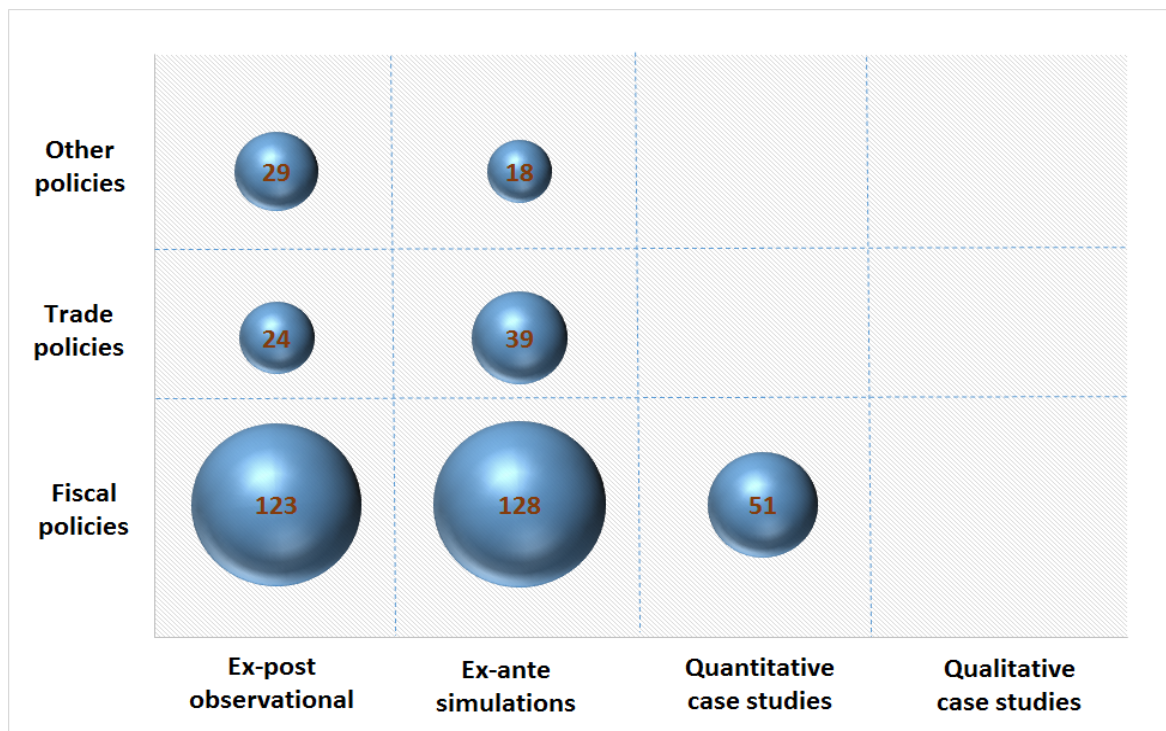 Other
policies
29
18
Trade
policies
24
39
Fiscal
policies
123
128
51
Ex-post
observational
Ex-ante
simulations
Quantitative
case studies
Qualitative
case studies